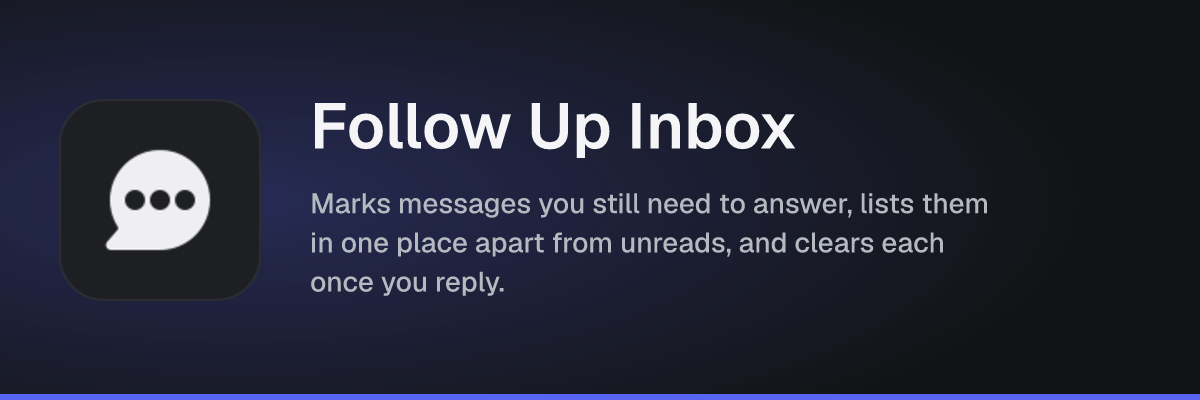 Follow Up Inbox
Marks messages you still need to answer, lists them
in one place apart from unreads, and clears each
once you reply.